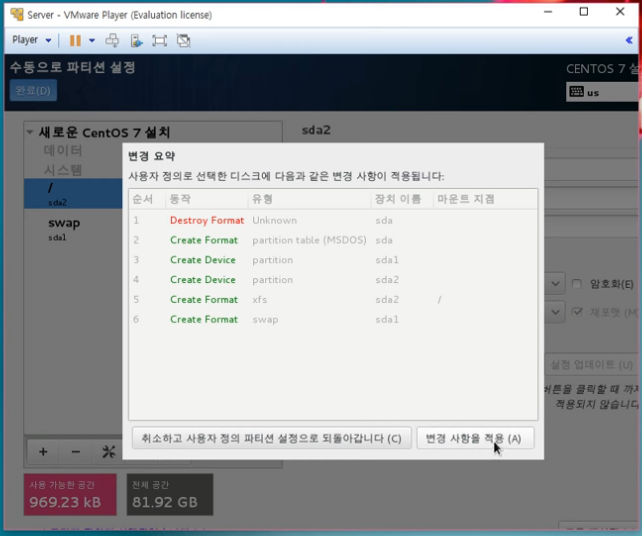 Server - VMware Player (Evaluation license)
Player
수동으로 파티션 설정
CENTOS 7 설
완료(D)
us
새로운 CentOS 7 설치
sda2
데이터
시스템
/
sda2
swap
sda1
변경 요약
사용자 정의로 선택한 디스크에 다음과 같은 변경 사항이 적용됩니다:
순서 동작 유형 장치 이름 마운트 지점
1 Destroy Format Unknown sda
2 Create Format partition table (MSDOS) sda
3 Create Device partition sda1
4 Create Device partition sda2
5 Create Format xfs sda2 /
6 Create Format swap sda1
암호화(E)
재포맷 (M
설정 업데이트 (U)
버튼을 클릭할 때 까지
적용되지 않습니다
취소하고 사용자 정의 파티션 설정으로 되돌아갑니다 (C)
변경 사항을 적용 (A)
사용 가능한 공간
969.23 kB
전체 공간
81.92 GB